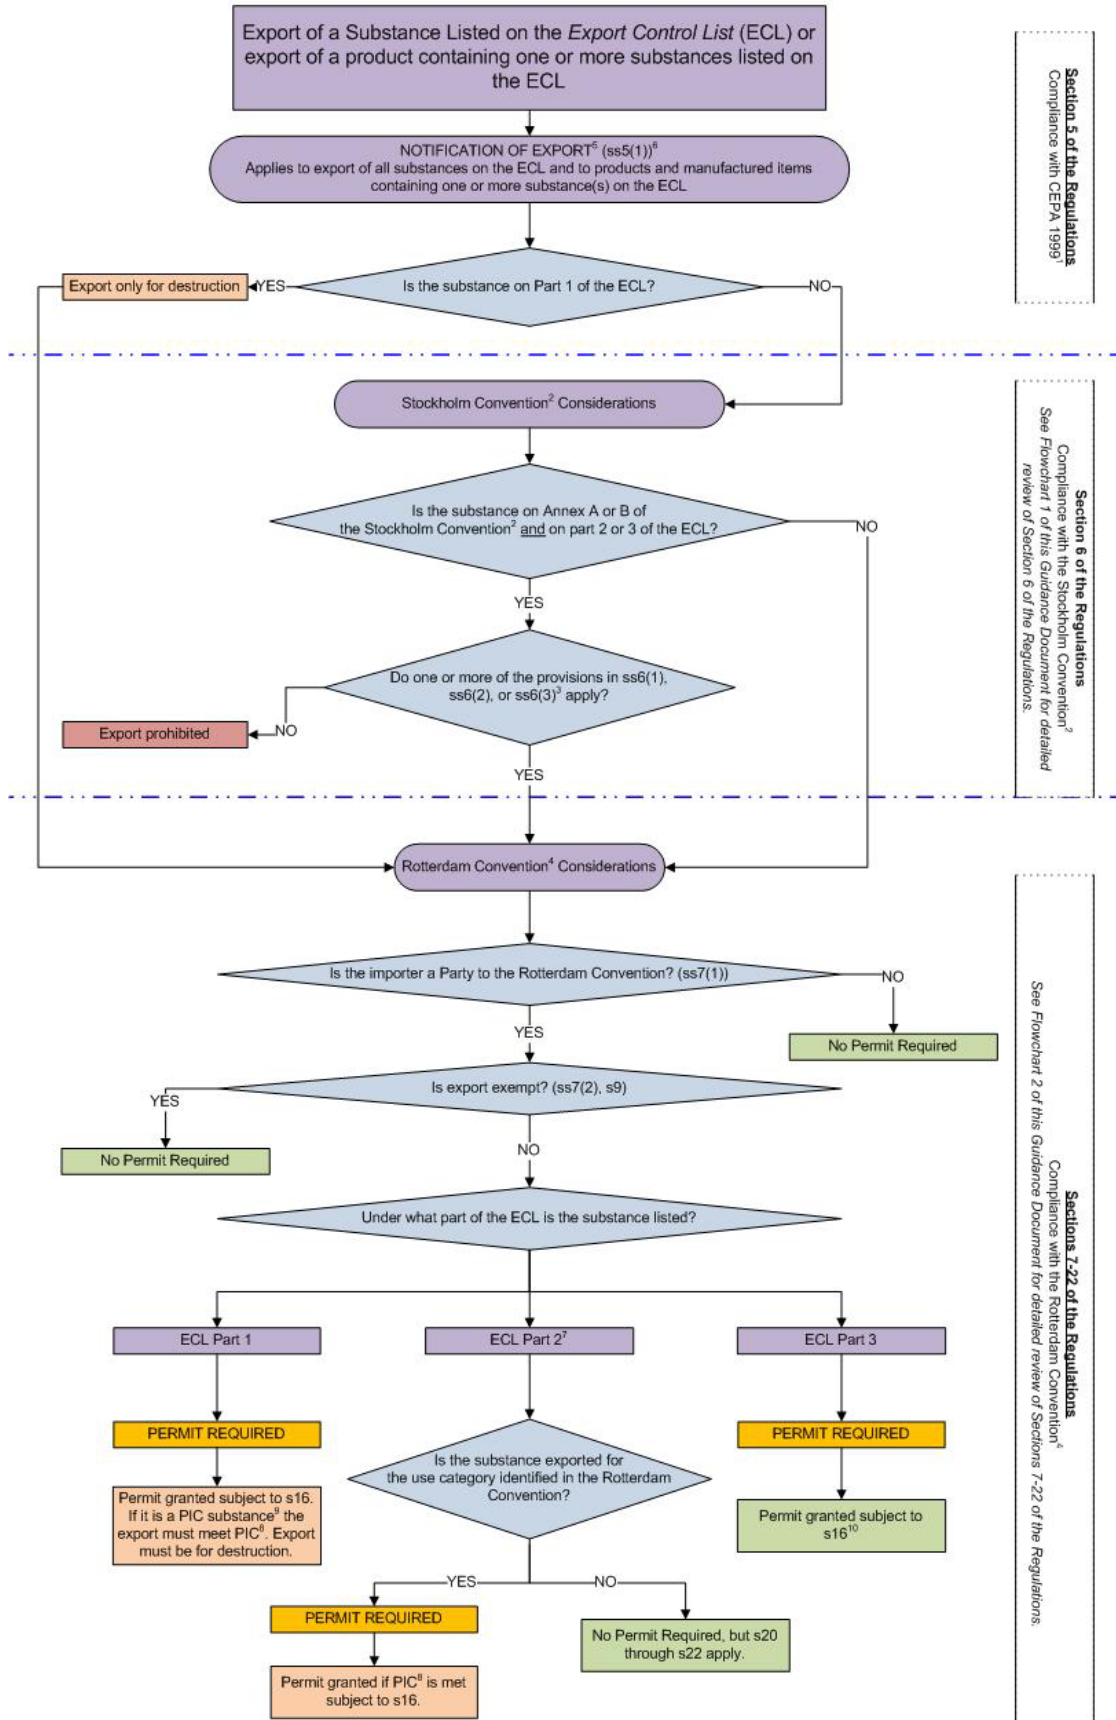 Export of a Substance Listed on the Export Control List (ECL) or
export of a product containing one or more substances listed on
the ECL
NOTIFICATION OF EXPORT⁵ (ss5(1))⁶
Applies to export of all substances on the ECL and to products and manufactured items
containing one or more substance(s) on the ECL
Section 5 of the Regulations
Compliance with CEPA 1999¹
Is the substance on Part 1 of the ECL?
YES
Export only for destruction
NO
Stockholm Convention² Considerations
Section 6 of the Regulations
Compliance with the Stockholm Convention²
See Flowchart 1 of this Guidance Document for detailed
review of Section 6 of the Regulations.
Is the substance on Annex A or B of
the Stockholm Convention² and on part 2 or 3 of the ECL?
NO
YES
Do one or more of the provisions in ss6(1),
ss6(2), or ss6(3)³ apply?
NO
Export prohibited
YES
Rotterdam Convention⁴ Considerations
Sections 7-22 of the Regulations
Compliance with the Rotterdam Convention⁴
See Flowchart 2 of this Guidance Document for detailed review of Sections 7-22 of the Regulations.
Is the importer a Party to the Rotterdam Convention? (ss7(1))
NO
No Permit Required
YES
Is export exempt? (ss7(2), s9)
YES
No Permit Required
NO
Under what part of the ECL is the substance listed?
ECL Part 1
ECL Part 2⁷
ECL Part 3
PERMIT REQUIRED
PERMIT REQUIRED
Is the substance exported for
the use category identified in the Rotterdam
Convention?
Permit granted subject to s16.
If it is a PIC substance⁹ the
export must meet PIC⁸. Export
must be for destruction.
Permit granted subject to
s16¹⁰
YES
NO
PERMIT REQUIRED
No Permit Required, but s20
through s22 apply.
Permit granted if PIC⁸ is met
subject to s16.